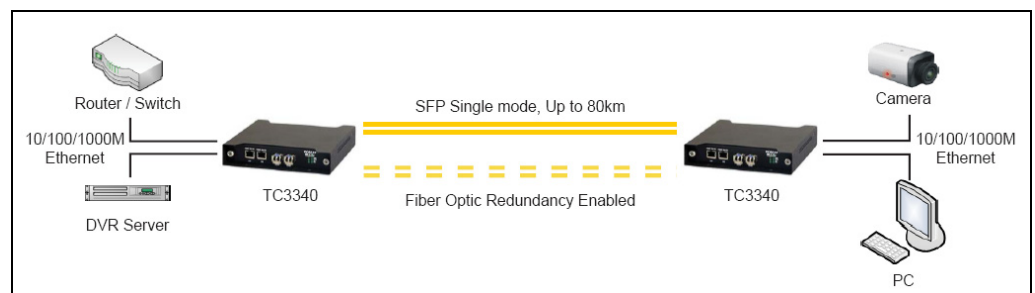 Router / Switch
10/100/1000M
Ethernet
DVR Server
TC3340
SFP Single mode, Up to 80km
Fiber Optic Redundancy Enabled
TC3340
Camera
10/100/1000M
Ethernet
PC